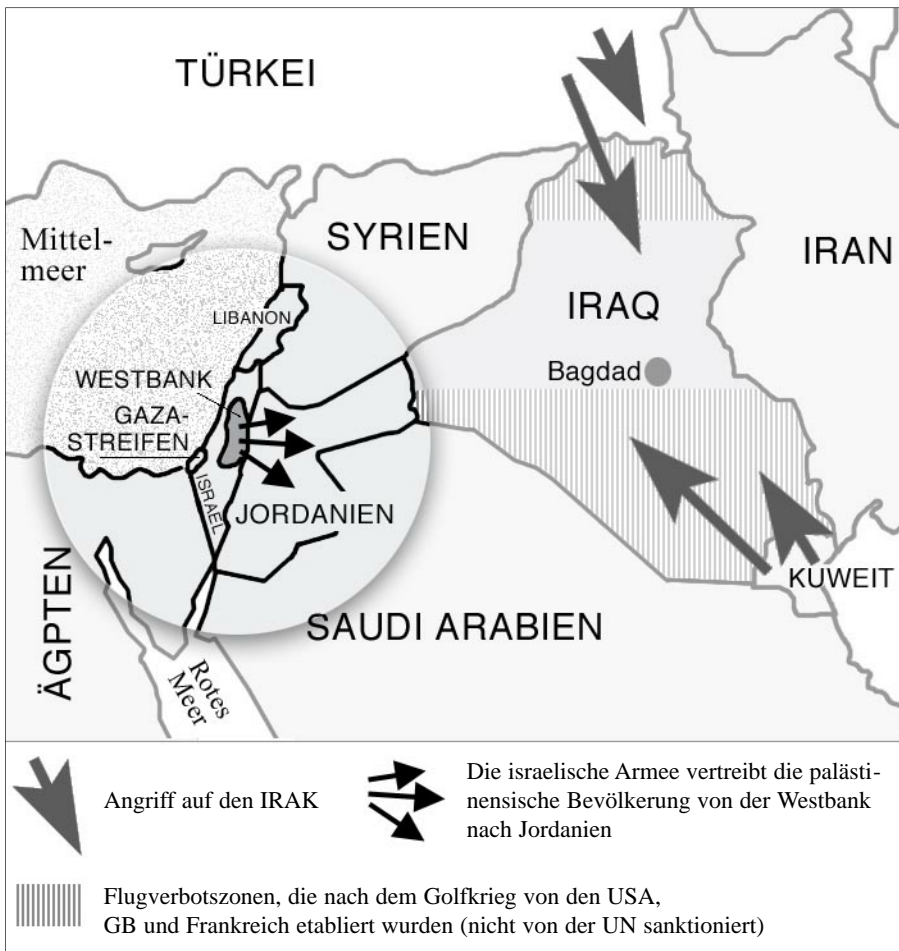 TÜRKEI
Mittel-
meer
SYRIEN
IRAN
LIBANON
IRAQ
WESTBANK
Bagdad
GAZA-
STREIFEN
ISRAEL
JORDANIEN
KUWEIT
ÄGPTEN
SAUDI ARABIEN
Rotes
Meer
Angriff auf den IRAK
Die israelische Armee vertreibt die palästi-
nensische Bevölkerung von der Westbank
nach Jordanien
Flugverbotszonen, die nach dem Golfkrieg von den USA,
GB und Frankreich etabliert wurden (nicht von der UN sanktioniert)